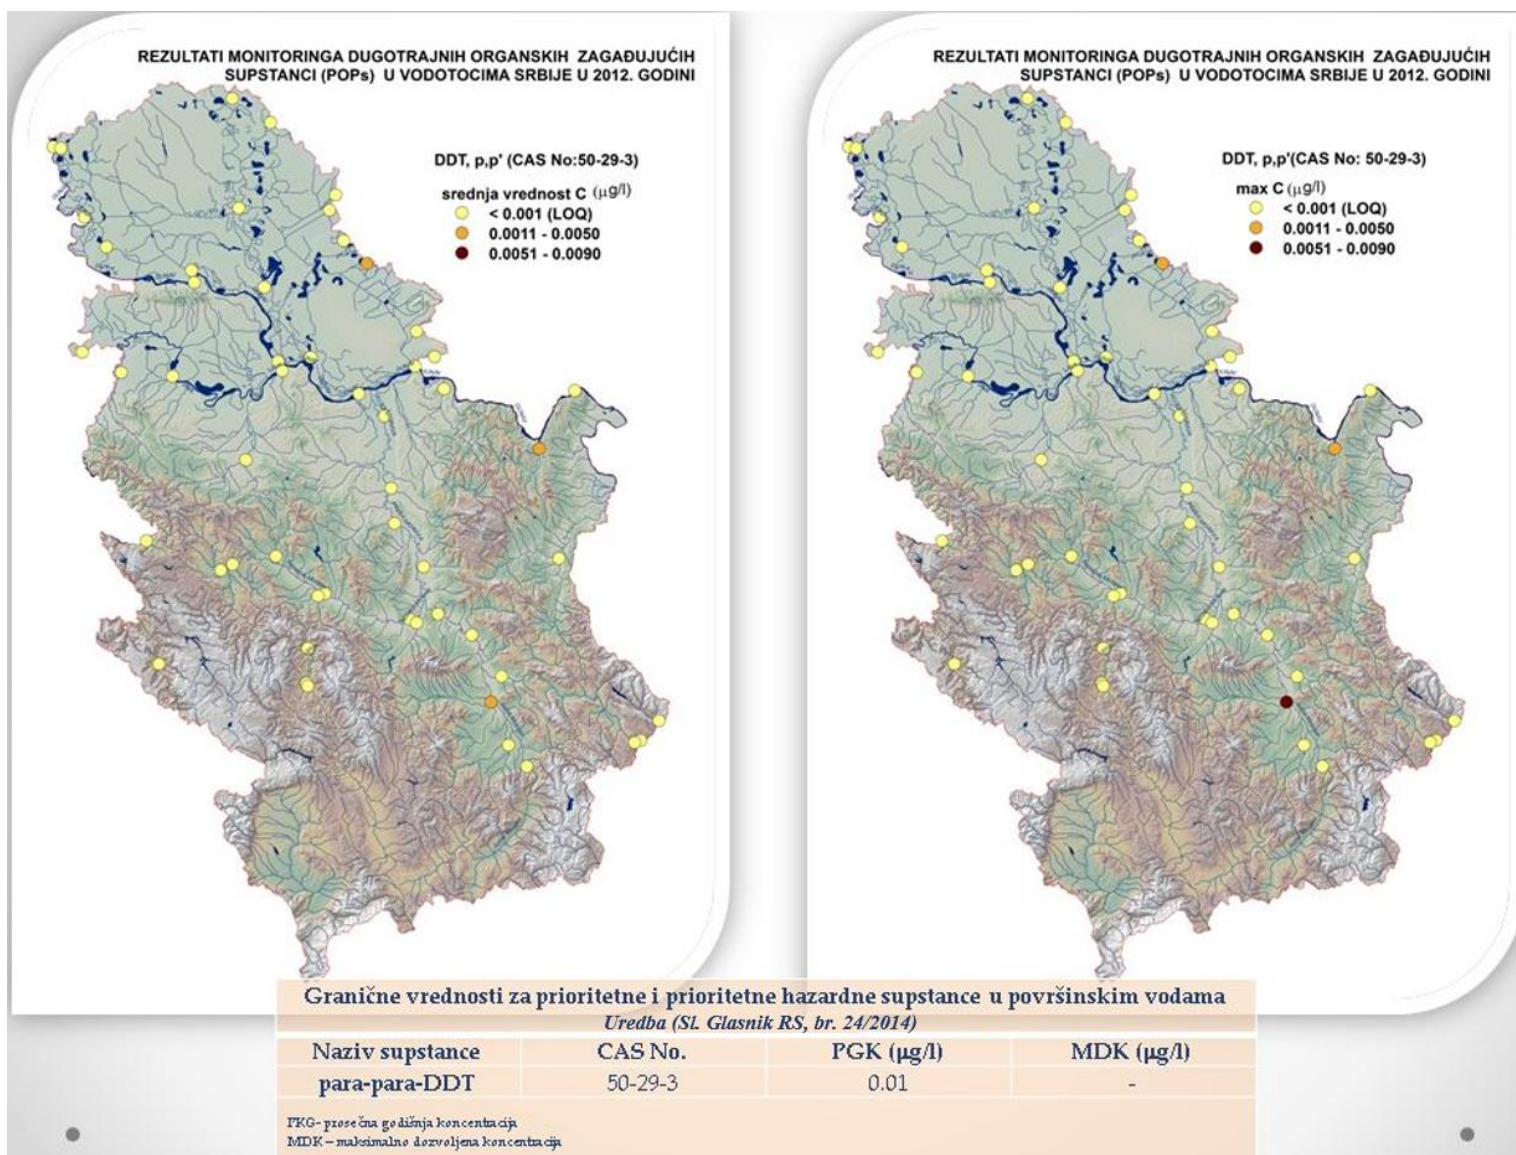 REZULTATI MONITORINGA DUGOTRAJNIH ORGANSKIH ZAGAĐUJUĆIH
SUPSTANCI (POPs) U VODOTOCIMA SRBIJE U 2012. GODINI
DDT, p,p' (CAS No:50-29-3)
srednja vrednost C (µg/l)
< 0.001 (LOQ)
0.0011 - 0.0050
0.0051 - 0.0090
REZULTATI MONITORINGA DUGOTRAJNIH ORGANSKIH ZAGAĐUJUĆIH
SUPSTANCI (POPs) U VODOTOCIMA SRBIJE U 2012. GODINI
DDT, p,p'(CAS No: 50-29-3)
max C (µg/l)
< 0.001 (LOQ)
0.0011 - 0.0050
0.0051 - 0.0090
Granične vrednosti za prioritetne i prioritetne hazardne supstance u površinskim vodama
Uredba (Sl. Glasnik RS, br. 24/2014)
Naziv supstance CAS No. PGK (µg/l) MDK (µg/l)
para-para-DDT 50-29-3 0.01 -
PKG- prosečna godišnja koncentracija
MDK – maksimalno dozvoljena koncentracija